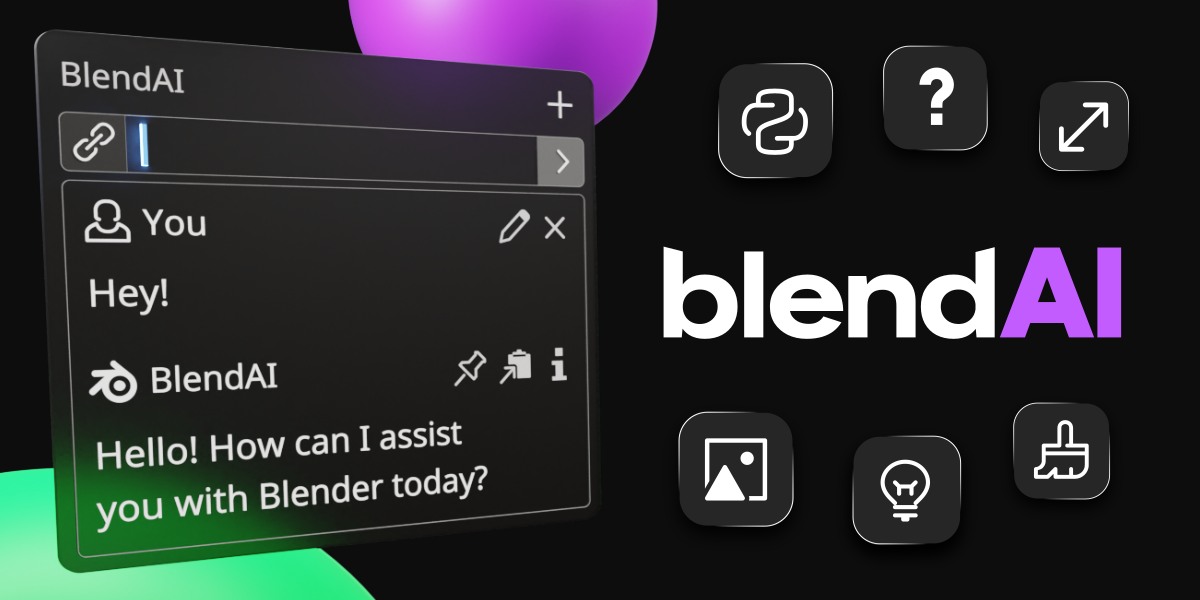 BlendAI
You
Hey!
BlendAI
Hello! How can I assist
you with Blender today?
?
blendAI